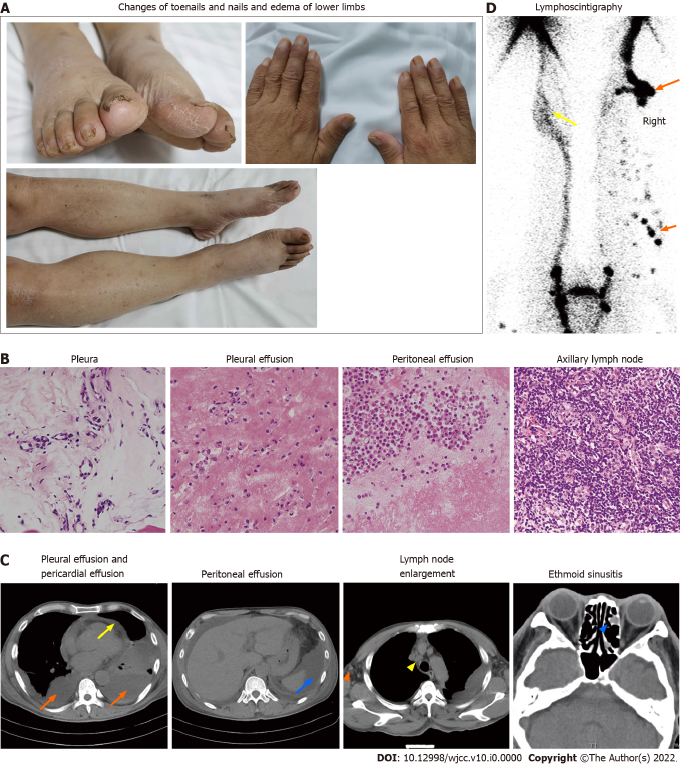 A
Changes of toenails and nails and edema of lower limbs
D
Lymphoscintigraphy
Right
B
Pleura
Pleural effusion
Peritoneal effusion
Axillary lymph node
C
Pleural effusion and
pericardial effusion
Peritoneal effusion
Lymph node
enlargement
Ethmoid sinusitis
DOI: 10.12998/wjcc.v10.i0.0000 Copyright ©The Author(s) 2022.